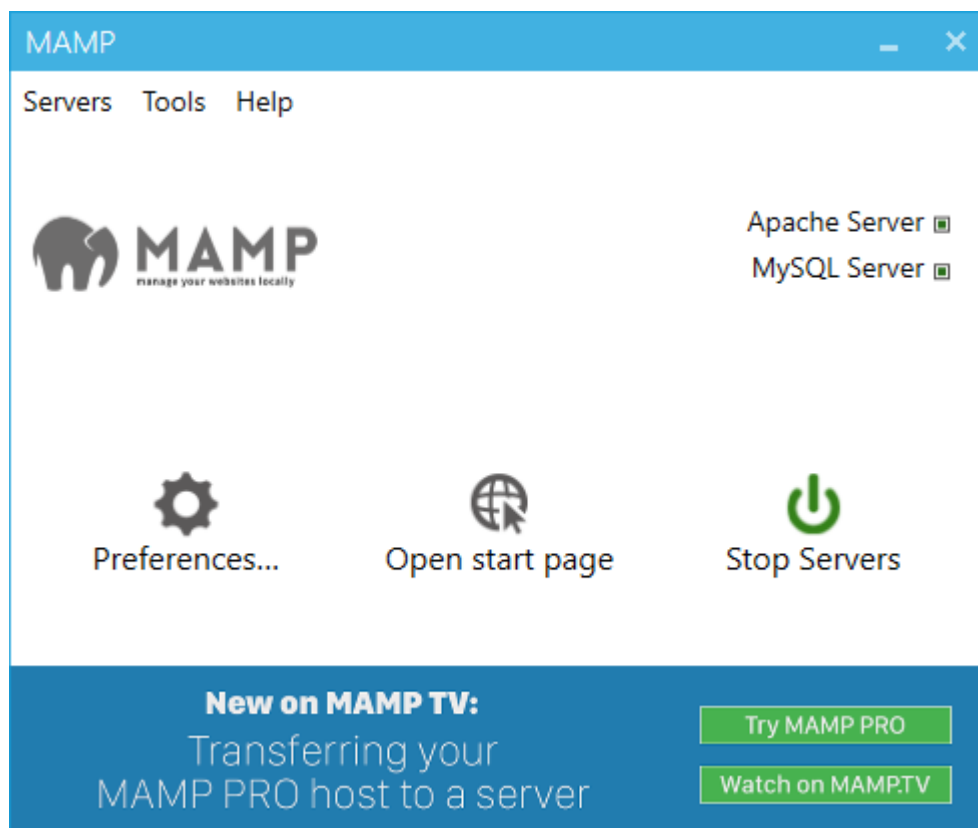 MAMP
Servers Tools Help
MAMP
manage your websites locally
Apache Server
MySQL Server
Preferences...
Open start page
Stop Servers
New on MAMP TV:
Transferring your
MAMP PRO host to a server
Try MAMP PRO
Watch on MAMP.TV